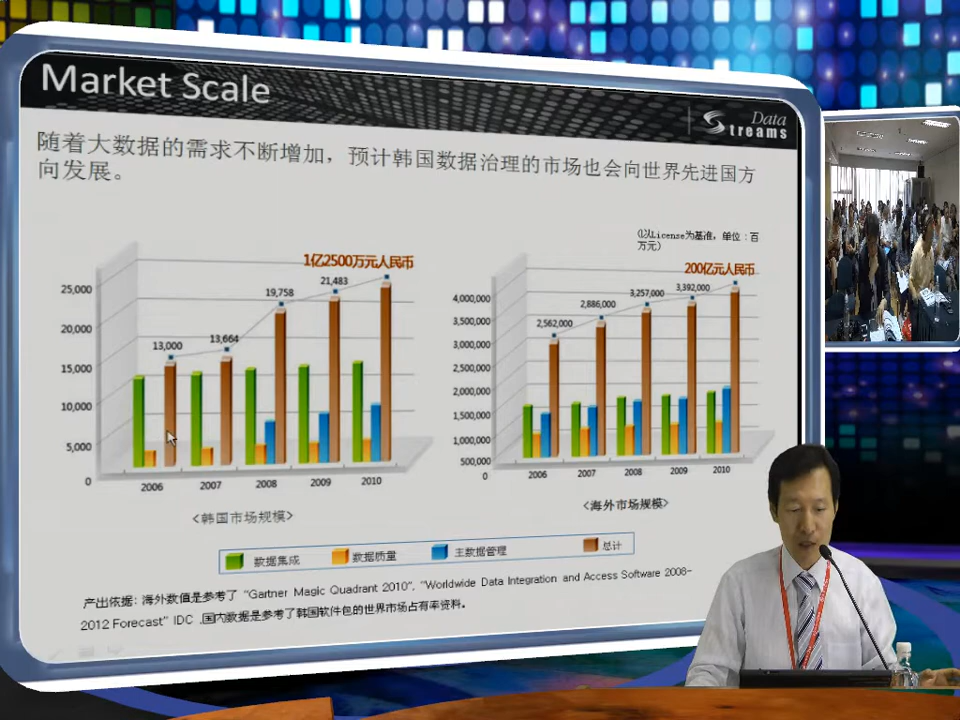 Market Scale
Data
Streams
随着大数据的需求不断增加，预计韩国数据治理的市场也会向世界先进国方
向发展。
(以License为基准，单位：百
万元)
1亿2500万元人民币
200亿元人民币
25,000
20,000
15,000
10,000
5,000
0
13,000
13,664
19,758
21,483
2006
2007
2008
2009
2010
<韩国市场规模>
4,000,000
3,500,000
3,000,000
2,500,000
2,000,000
1,500,000
1,000,000
500,000
0
2,562,000
2,886,000
3,257,000
3,392,000
2006
2007
2008
2009
2010
<海外市场规模>
数据集成 数据质量 主数据管理 总计
产出依据: 海外数值是参考了 "Gartner Magic Quadrant 2010", "Worldwide Data Integration and Access Software 2008-
2012 Forecast" IDC ,国内数据是参考了韩国软件包的世界市场占有率资料。